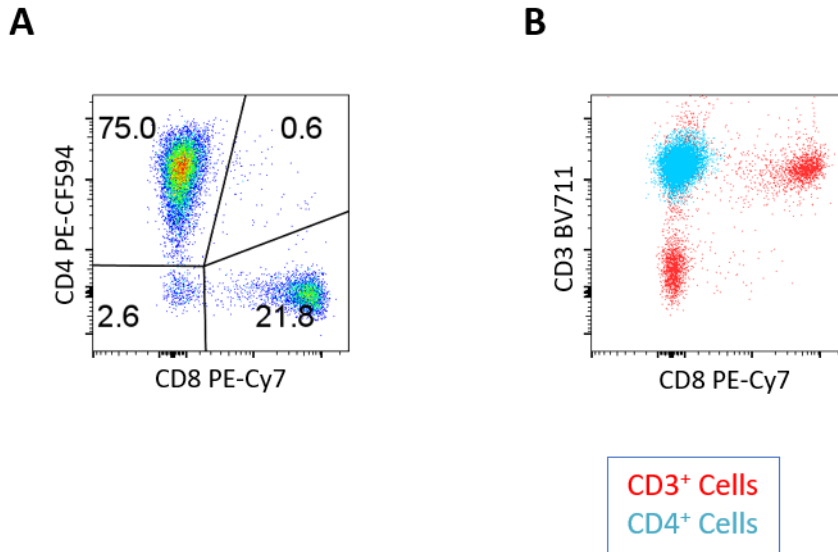 A
B
75.0
0.6
2.6
21.8
CD4 PE-CF594
CD8 PE-Cy7
CD3 BV711
CD8 PE-Cy7
CD3⁺ Cells
CD4⁺ Cells